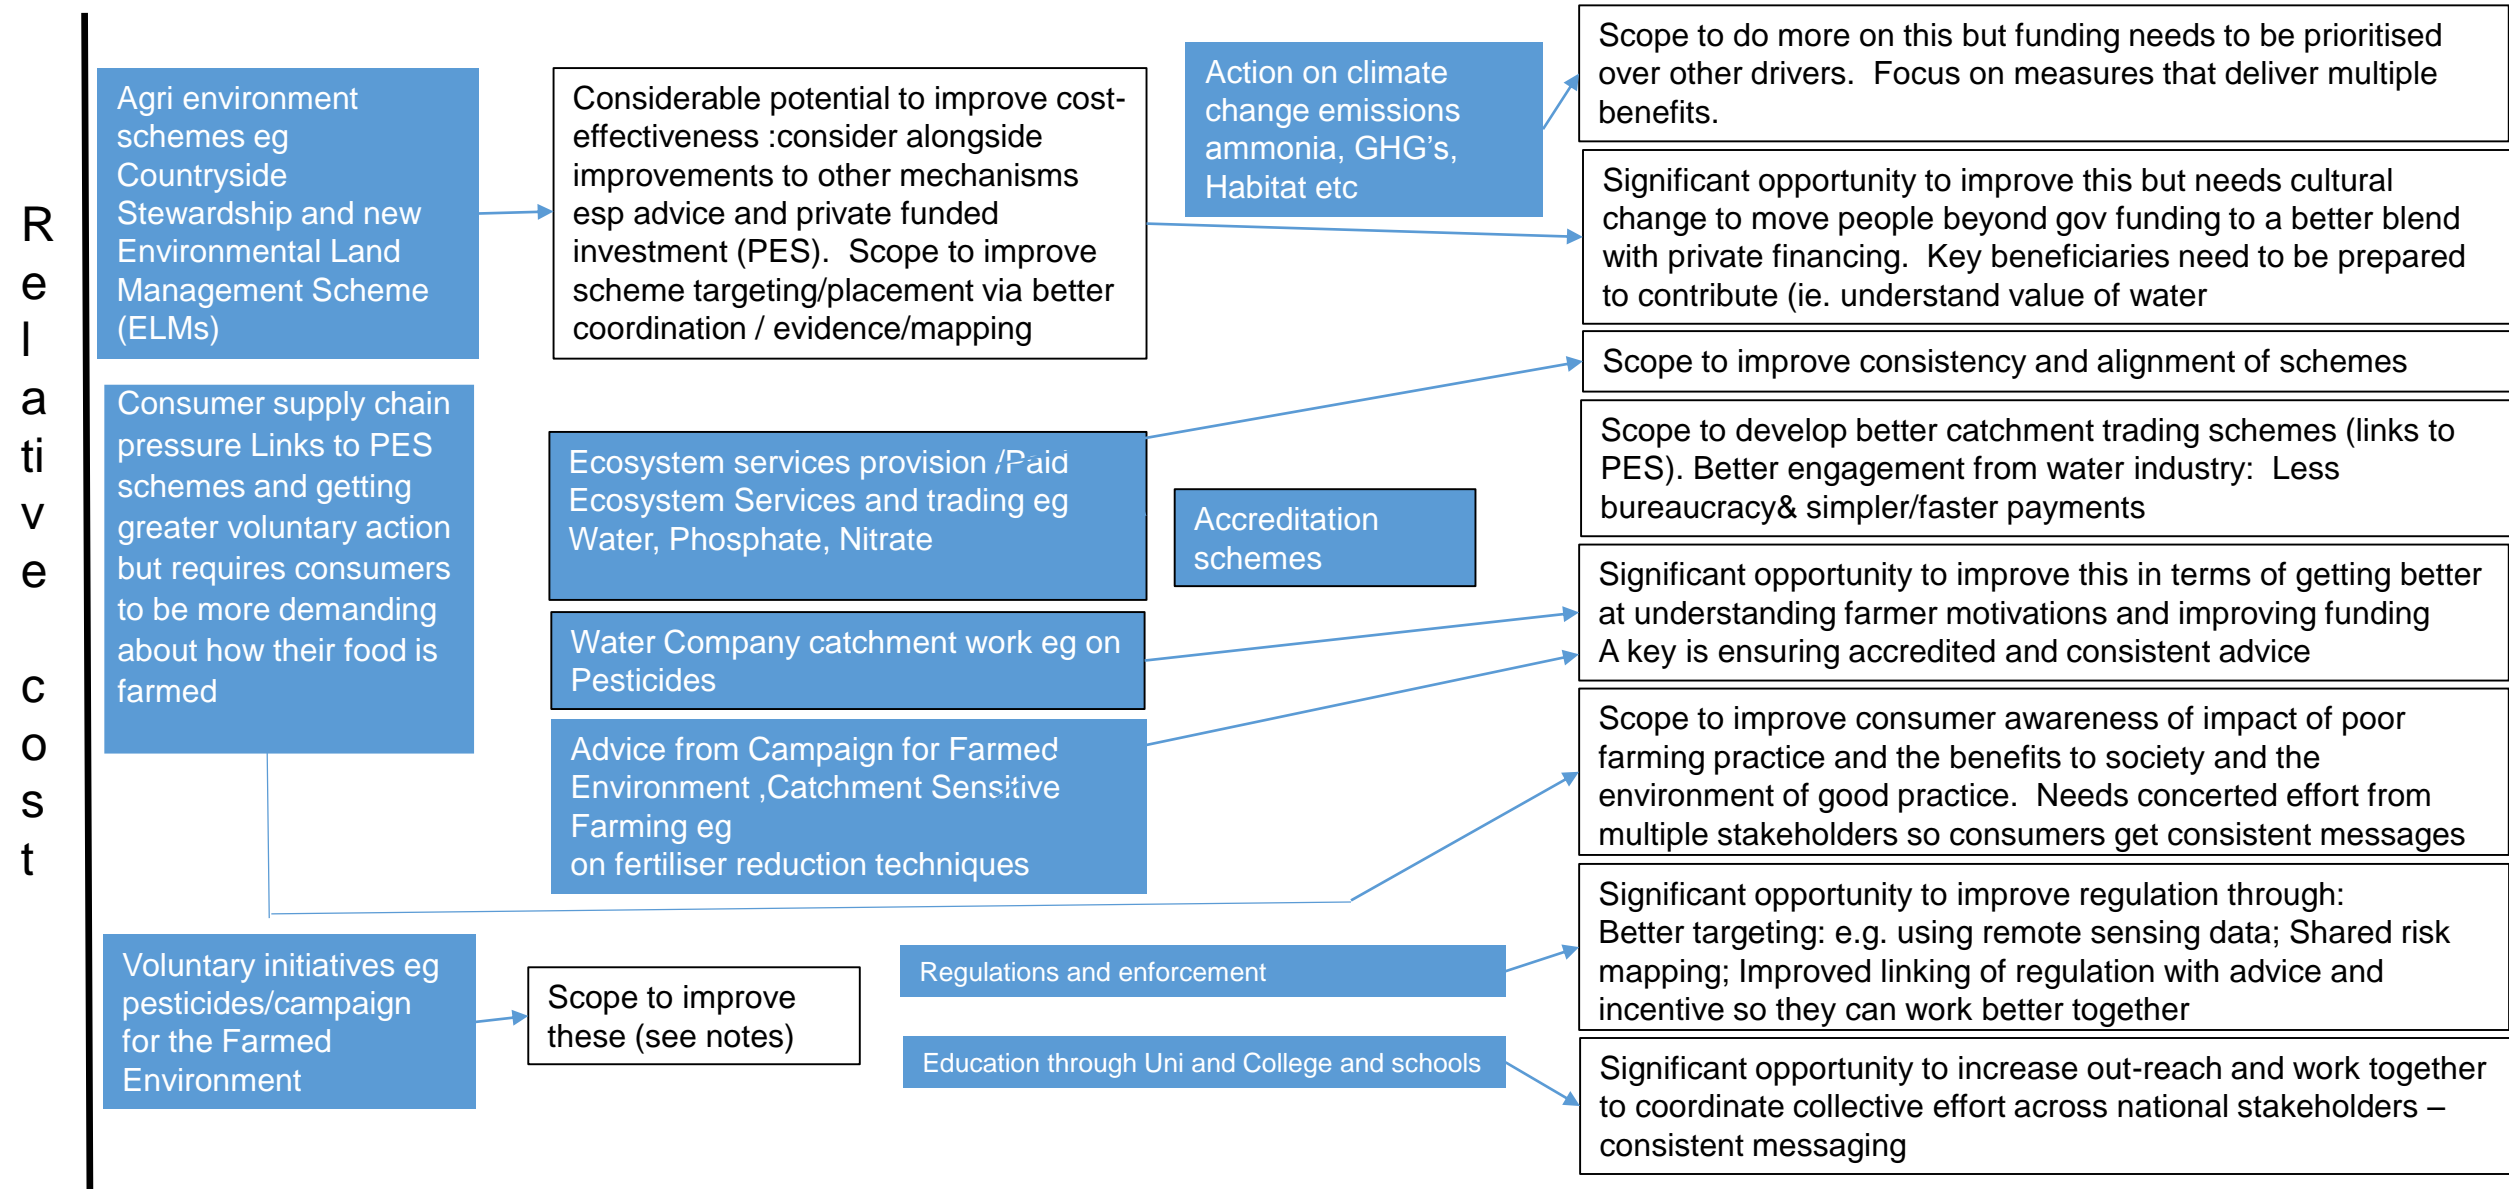 Relative cost
Agri environment
schemes eg
Countryside
Stewardship and new
Environmental Land
Management Scheme
(ELMs)
Considerable potential to improve cost-
effectiveness :consider alongside
improvements to other mechanisms
esp advice and private funded
investment (PES).  Scope to improve
scheme targeting/placement via better
coordination / evidence/mapping
Action on climate
change emissions
ammonia, GHG’s,
Habitat etc
Scope to do more on this but funding needs to be prioritised
over other drivers.  Focus on measures that deliver multiple
benefits.
Significant opportunity to improve this but needs cultural
change to move people beyond gov funding to a better blend
with private financing.  Key beneficiaries need to be prepared
to contribute (ie. understand value of water
Scope to improve consistency and alignment of schemes
Consumer supply chain
pressure Links to PES
schemes and getting
greater voluntary action
but requires consumers
to be more demanding
about how their food is
farmed
Ecosystem services provision /Paid
Ecosystem Services and trading eg
Water, Phosphate, Nitrate
Accreditation
schemes
Scope to develop better catchment trading schemes (links to
PES). Better engagement from water industry:  Less
bureaucracy& simpler/faster payments
Water Company catchment work eg on
Pesticides
Significant opportunity to improve this in terms of getting better
at understanding farmer motivations and improving funding
A key is ensuring accredited and consistent advice
Advice from Campaign for Farmed
Environment ,Catchment Sensitive
Farming eg
on fertiliser reduction techniques
Scope to improve consumer awareness of impact of poor
farming practice and the benefits to society and the
environment of good practice.  Needs concerted effort from
multiple stakeholders so consumers get consistent messages
Voluntary initiatives eg
pesticides/campaign
for the Farmed
Environment
Scope to improve
these (see notes)
Regulations and enforcement
Significant opportunity to improve regulation through:
Better targeting: e.g. using remote sensing data; Shared risk
mapping; Improved linking of regulation with advice and
incentive so they can work better together
Education through Uni and College and schools
Significant opportunity to increase out-reach and work together
to coordinate collective effort across national stakeholders –
consistent messaging